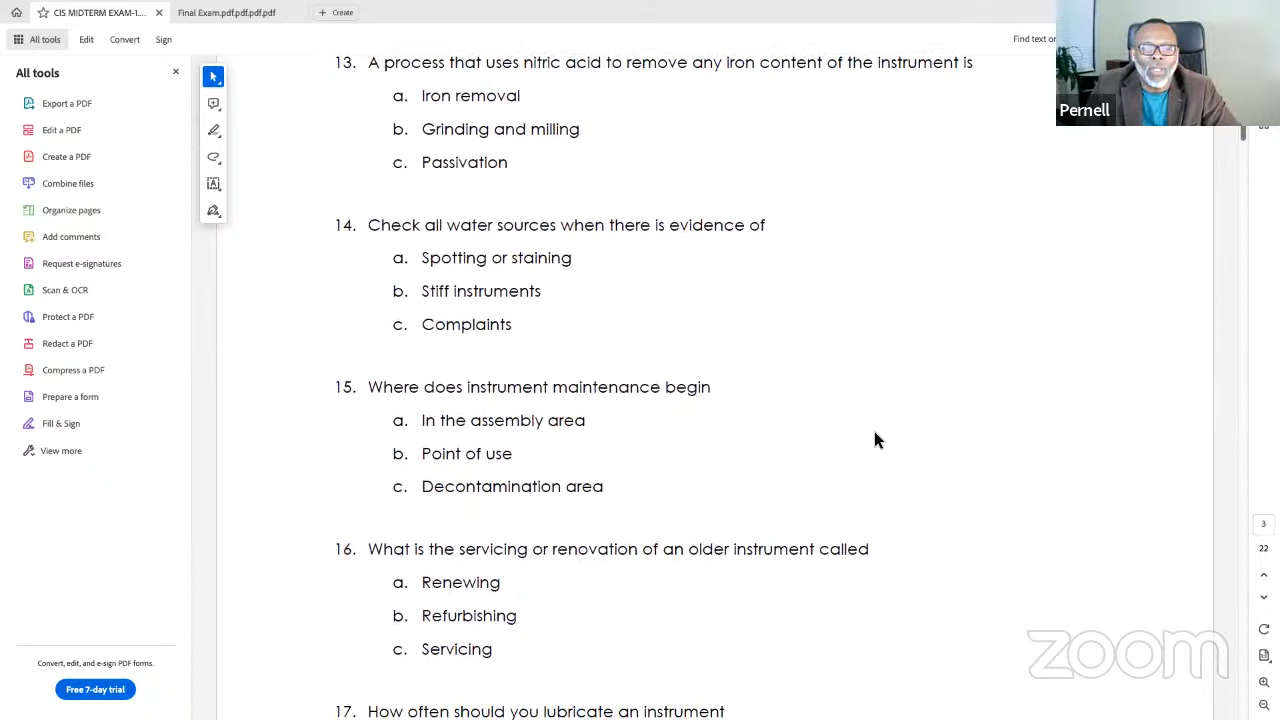 CIS MIDTERM EXAM-1....
Final Exam.pdf.pdf.pdf.pdf
Create
All tools
Edit
Convert
Sign
Find text or
All tools
Export a PDF
Edit a PDF
Create a PDF
Combine files
Organize pages
Add comments
Request e-signatures
Scan & OCR
Protect a PDF
Redact a PDF
Compress a PDF
Prepare a form
Fill & Sign
View more
Convert, edit, and e-sign PDF forms.
Free 7-day trial
13. A process that uses nitric acid to remove any iron content of the instrument is
a. Iron removal
b. Grinding and milling
c. Passivation
14. Check all water sources when there is evidence of
a. Spotting or staining
b. Stiff instruments
c. Complaints
15. Where does instrument maintenance begin
a. In the assembly area
b. Point of use
c. Decontamination area
16. What is the servicing or renovation of an older instrument called
a. Renewing
b. Refurbishing
c. Servicing
17. How often should you lubricate an instrument
Pernell
3
22
zoom